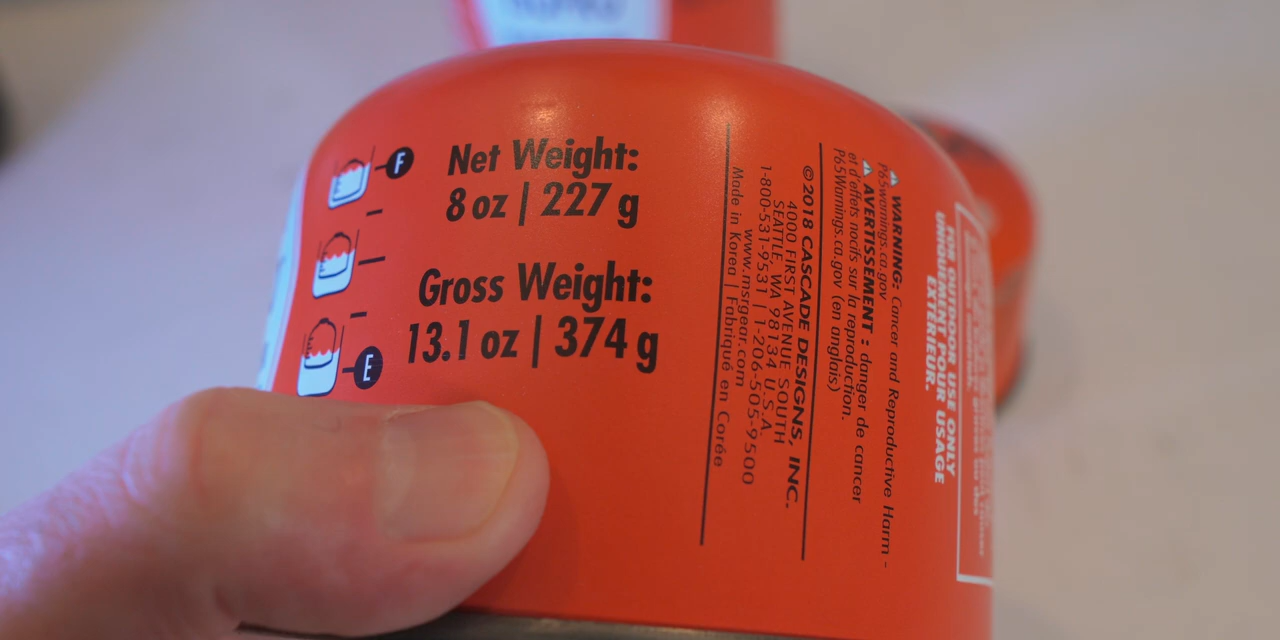 F
E
Net Weight:
8 oz | 227 g
Gross Weight:
13.1 oz | 374 g
⚠ WARNING: Cancer and Reproductive Harm -
P65Warnings.ca.gov
⚠ AVERTISSEMENT : danger de cancer
et d'effets nocifs sur la reproduction.
P65Warnings.ca.gov (en anglais)
© 2018 CASCADE DESIGNS, INC.
4000 FIRST AVENUE SOUTH
SEATTLE, WA 98134 U.S.A.
1-800-531-9531 | 1-206-505-9500
www.msrgear.com
Made in Korea | Fabriqué en Corée
FOR OUTDOOR USE ONLY
UNIQUEMENT POUR USAGE
EXTÉRIEUR.